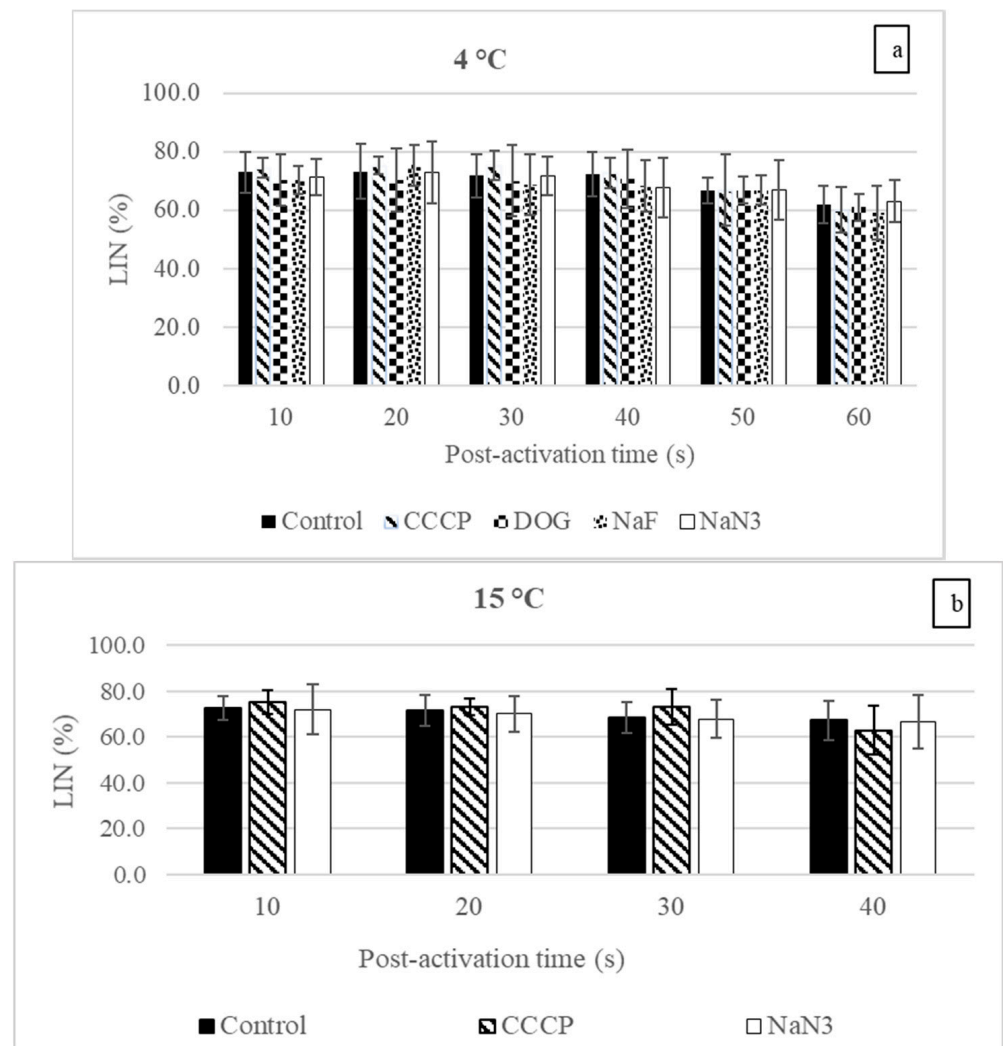 4 °C
a
100.0
80.0
60.0
40.0
20.0
0.0
LIN (%)
10 20 30 40 50 60
Post-activation time (s)
Control CCCP DOG NaF NaN3
15 °C
b
100.0
80.0
60.0
40.0
20.0
0.0
LIN (%)
10 20 30 40
Post-activation time (s)
Control CCCP NaN3